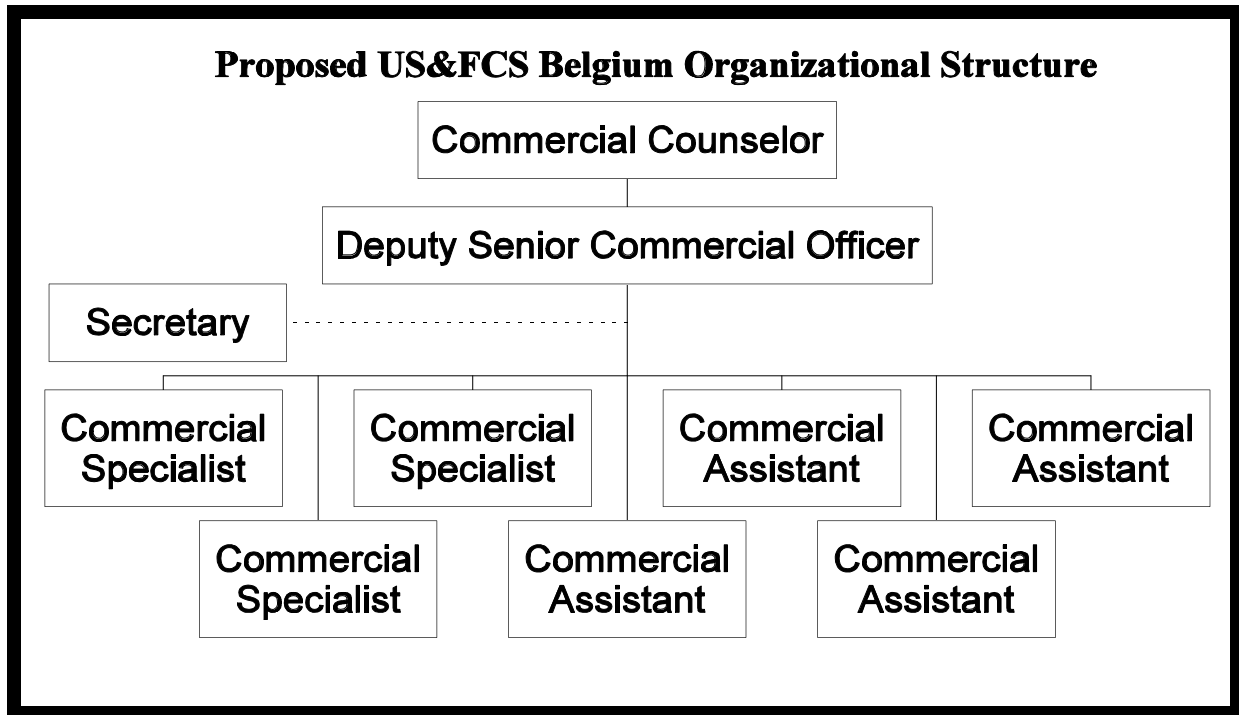 Proposed US&FCS Belgium Organizational Structure
Commercial Counselor
Deputy Senior Commercial Officer
Secretary
Commercial
Specialist
Commercial
Specialist
Commercial
Assistant
Commercial
Assistant
Commercial
Specialist
Commercial
Assistant
Commercial
Assistant